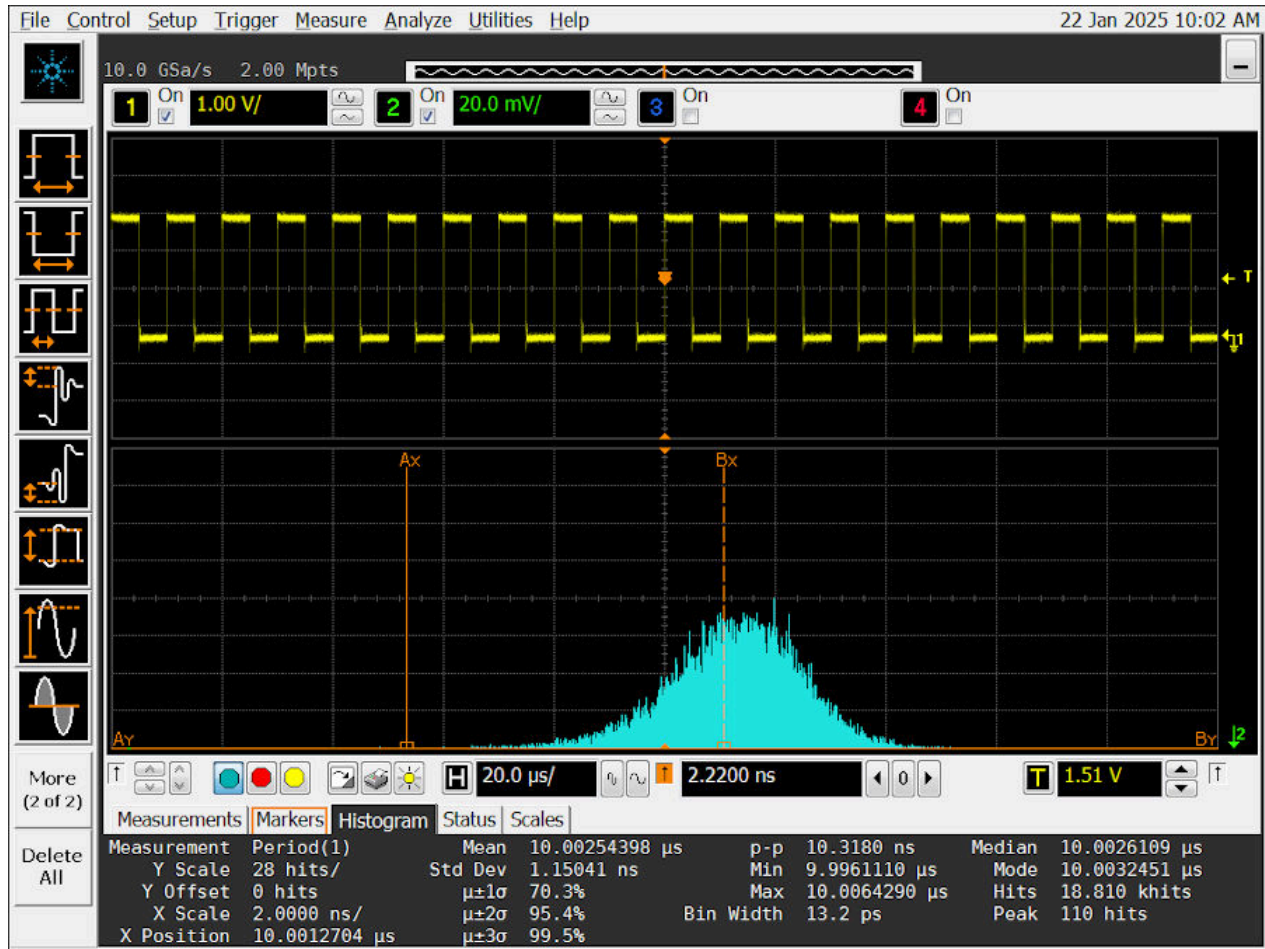 File Control Setup Trigger Measure Analyze Utilities Help 22 Jan 2025 10:02 AM
10.0 GSa/s 2.00 Mpts
1 On 1.00 V/ 2 On 20.0 mV/ 3 On 4 On
T
1
Ax Bx
Ay By 2
More
(2 of 2)
H 20.0 µs/ 2.2200 ns 0 T 1.51 V
Measurements Markers Histogram Status Scales
Delete
All
Measurement Period(1) Mean 10.00254398 µs p-p 10.3180 ns Median 10.0026109 µs
Y Scale 28 hits/ Std Dev 1.15041 ns Min 9.9961110 µs Mode 10.0032451 µs
Y Offset 0 hits µ±1σ 70.3% Max 10.0064290 µs Hits 18.810 khits
X Scale 2.0000 ns/ µ±2σ 95.4% Bin Width 13.2 ps Peak 110 hits
X Position 10.0012704 µs µ±3σ 99.5%